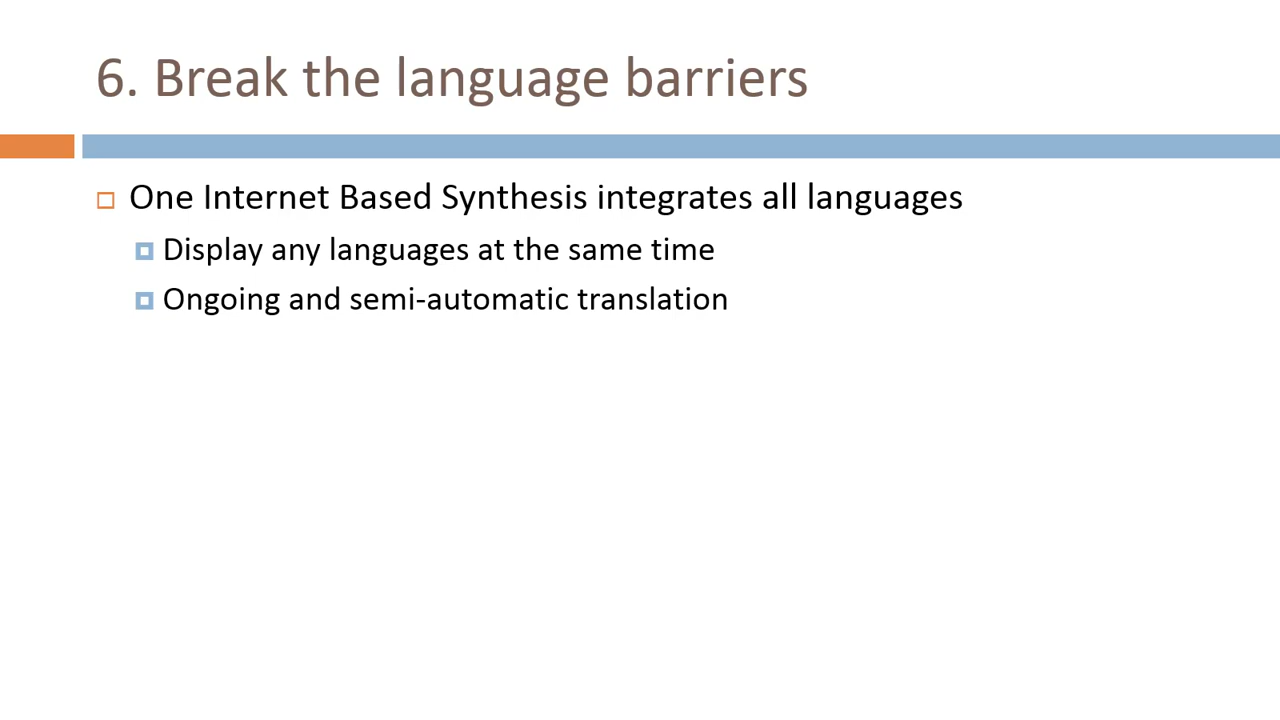 6. Break the language barriers
One Internet Based Synthesis integrates all languages
Display any languages at the same time
Ongoing and semi-automatic translation